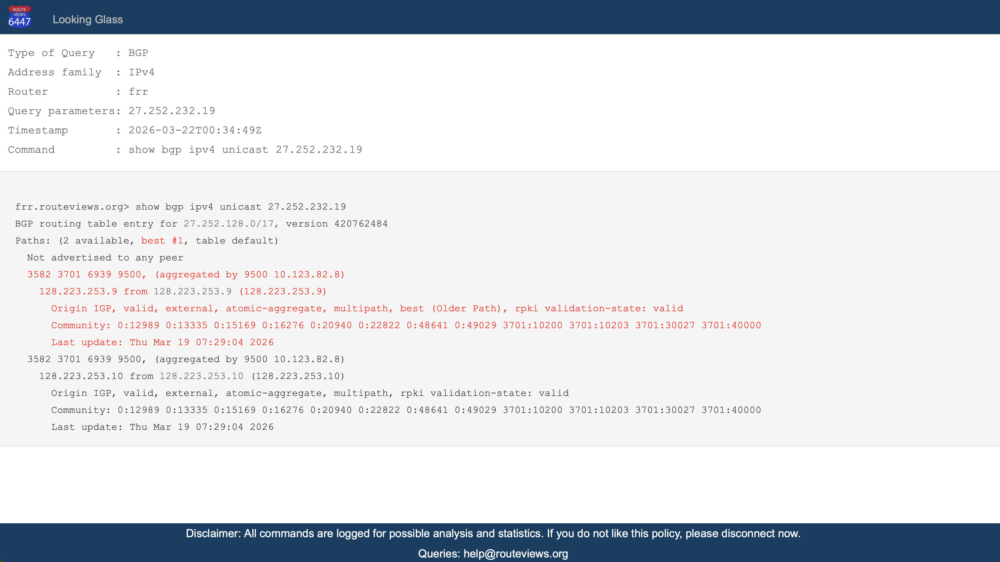 ROUTE
VIEWS
6447
Looking Glass
Type of Query   : BGP
Address family  : IPv4
Router          : frr
Query parameters: 27.252.232.19
Timestamp       : 2026-03-22T00:34:49Z
Command         : show bgp ipv4 unicast 27.252.232.19
frr.routeviews.org> show bgp ipv4 unicast 27.252.232.19
BGP routing table entry for 27.252.128.0/17, version 420762484
Paths: (2 available, best #1, table default)
  Not advertised to any peer
  3582 3701 6939 9500, (aggregated by 9500 10.123.82.8)
    128.223.253.9 from 128.223.253.9 (128.223.253.9)
      Origin IGP, valid, external, atomic-aggregate, multipath, best (Older Path), rpki validation-state: valid
      Community: 0:12989 0:13335 0:15169 0:16276 0:20940 0:22822 0:48641 0:49029 3701:10200 3701:10203 3701:30027 3701:40000
      Last update: Thu Mar 19 07:29:04 2026
  3582 3701 6939 9500, (aggregated by 9500 10.123.82.8)
    128.223.253.10 from 128.223.253.10 (128.223.253.10)
      Origin IGP, valid, external, atomic-aggregate, multipath, rpki validation-state: valid
      Community: 0:12989 0:13335 0:15169 0:16276 0:20940 0:22822 0:48641 0:49029 3701:10200 3701:10203 3701:30027 3701:40000
      Last update: Thu Mar 19 07:29:04 2026
Disclaimer: All commands are logged for possible analysis and statistics. If you do not like this policy, please disconnect now.
Queries: help@routeviews.org